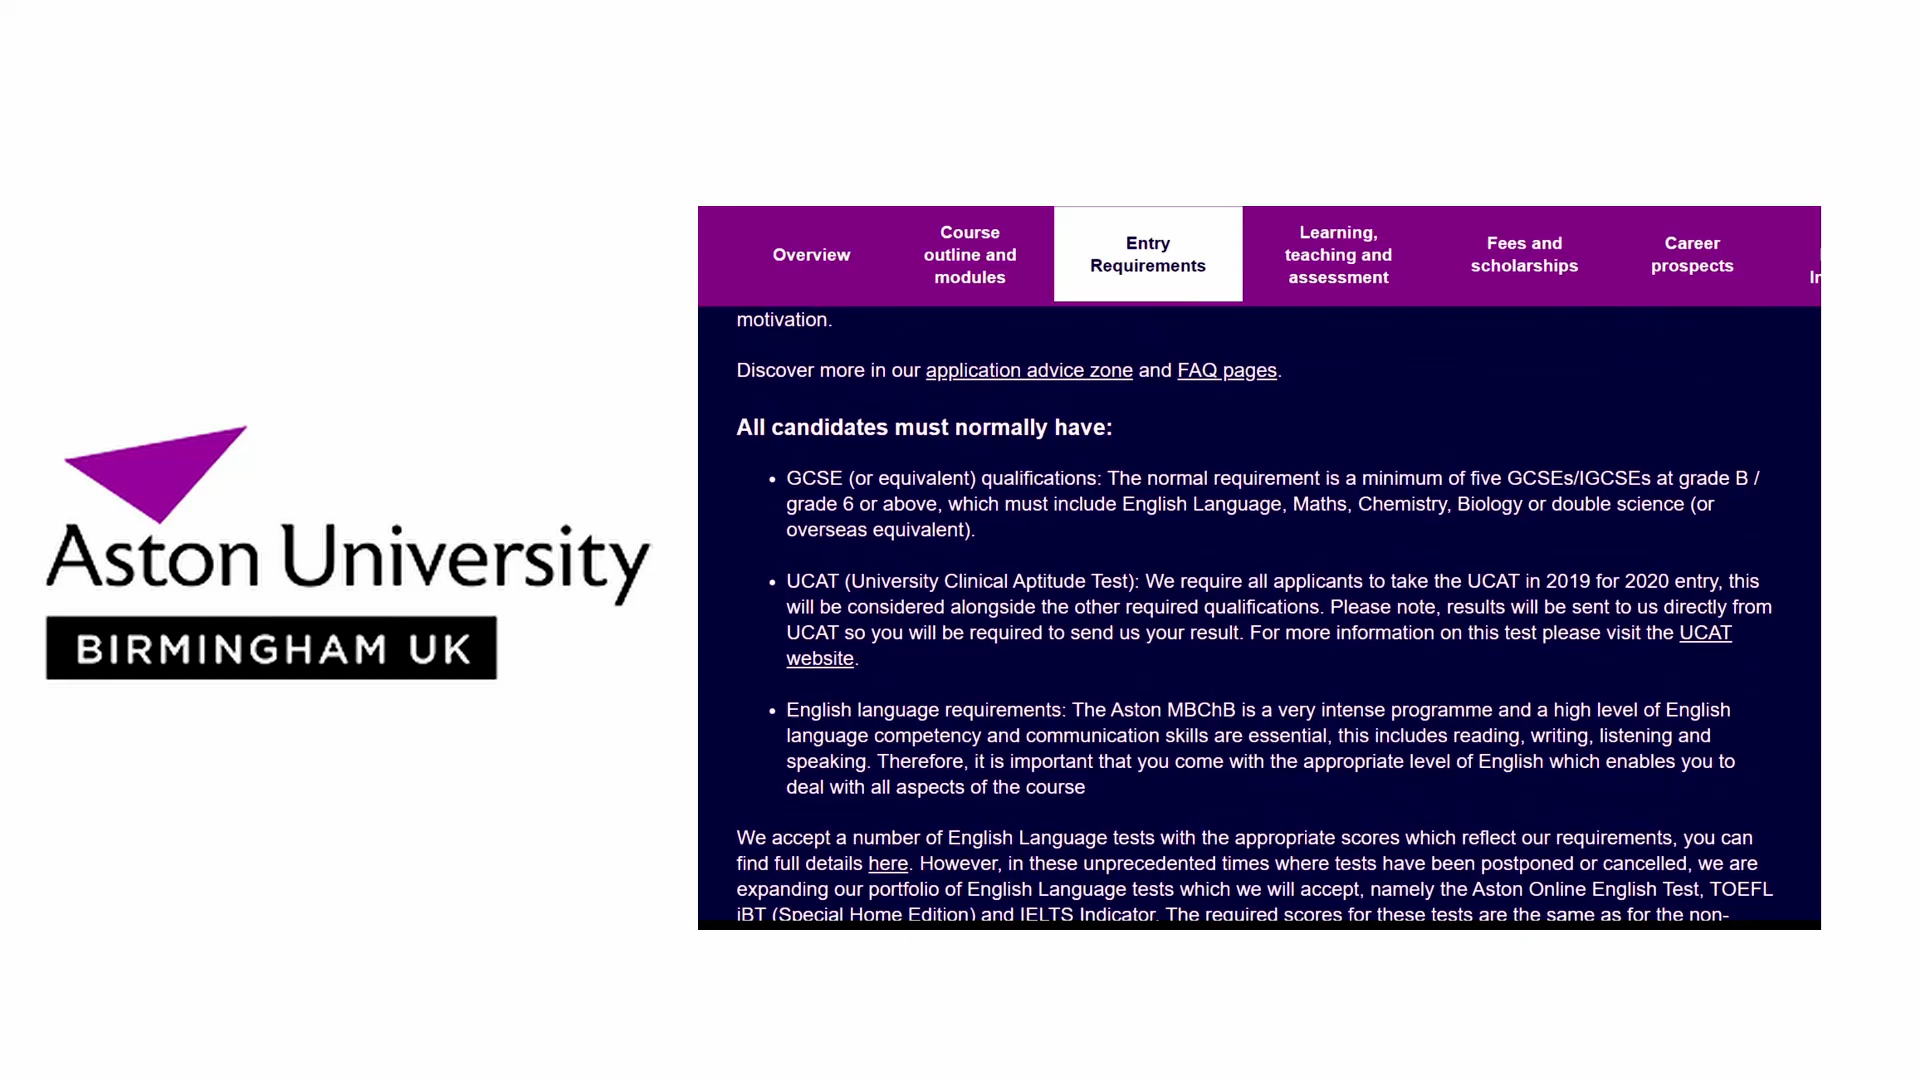 Aston University
BIRMINGHAM UK
Overview
Course
outline and
modules
Entry
Requirements
Learning,
teaching and
assessment
Fees and
scholarships
Career
prospects
motivation.
Discover more in our application advice zone and FAQ pages.
All candidates must normally have:
• GCSE (or equivalent) qualifications: The normal requirement is a minimum of five GCSEs/IGCSEs at grade B /
grade 6 or above, which must include English Language, Maths, Chemistry, Biology or double science (or
overseas equivalent).
• UCAT (University Clinical Aptitude Test): We require all applicants to take the UCAT in 2019 for 2020 entry, this
will be considered alongside the other required qualifications. Please note, results will be sent to us directly from
UCAT so you will be required to send us your result. For more information on this test please visit the UCAT
website.
• English language requirements: The Aston MBChB is a very intense programme and a high level of English
language competency and communication skills are essential, this includes reading, writing, listening and
speaking. Therefore, it is important that you come with the appropriate level of English which enables you to
deal with all aspects of the course
We accept a number of English Language tests with the appropriate scores which reflect our requirements, you can
find full details here. However, in these unprecedented times where tests have been postponed or cancelled, we are
expanding our portfolio of English Language tests which we will accept, namely the Aston Online English Test, TOEFL
iBT (Special Home Edition) and IELTS Indicator. The required scores for these tests are the same as for the non-